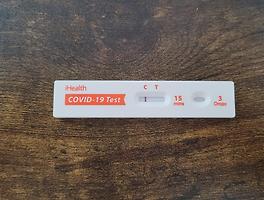 iHealth
COVID-19 Test
C T
15
mins
3
Drops